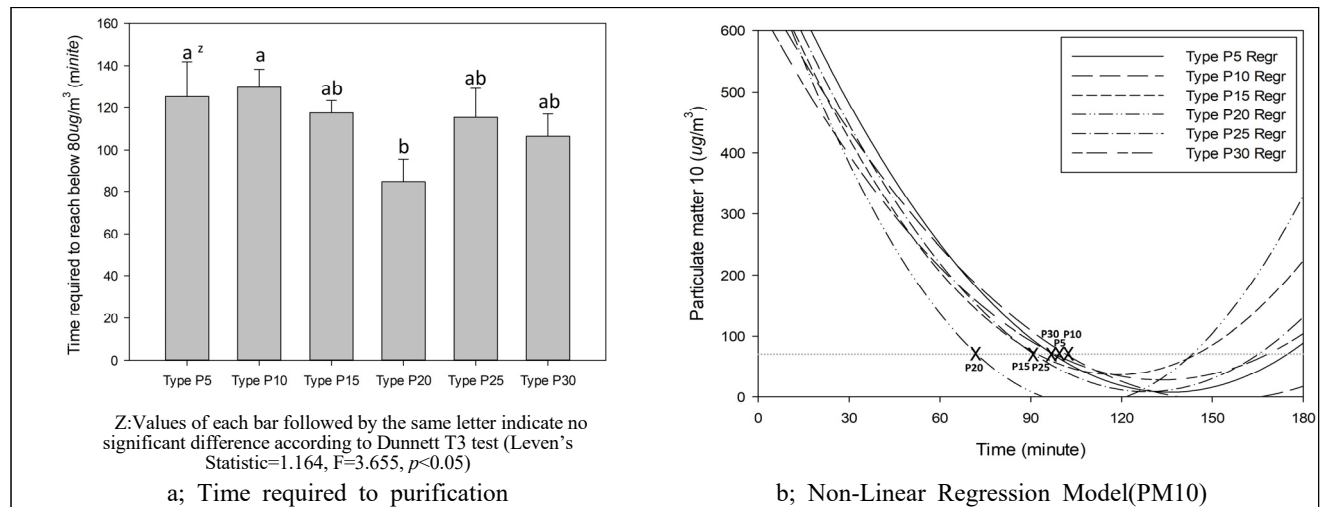 160
140
120
100
80
60
40
20
0
Time required to reach below 80ug/m³ (minite)
a z
a
ab
b
ab
ab
Type P5 Type P10 Type P15 Type P20 Type P25 Type P30
Z:Values of each bar followed by the same letter indicate no
significant difference according to Dunnett T3 test (Leven's
Statistic=1.164, F=3.655, p<0.05)
a; Time required to purification
600
500
400
300
200
100
0
Particulate matter 10 (ug/m³)
Type P5 Regr
Type P10 Regr
Type P15 Regr
Type P20 Regr
Type P25 Regr
Type P30 Regr
P30 P10
P5
P20
P15 P25
0 30 60 90 120 150 180
Time (minute)
b; Non-Linear Regression Model(PM10)